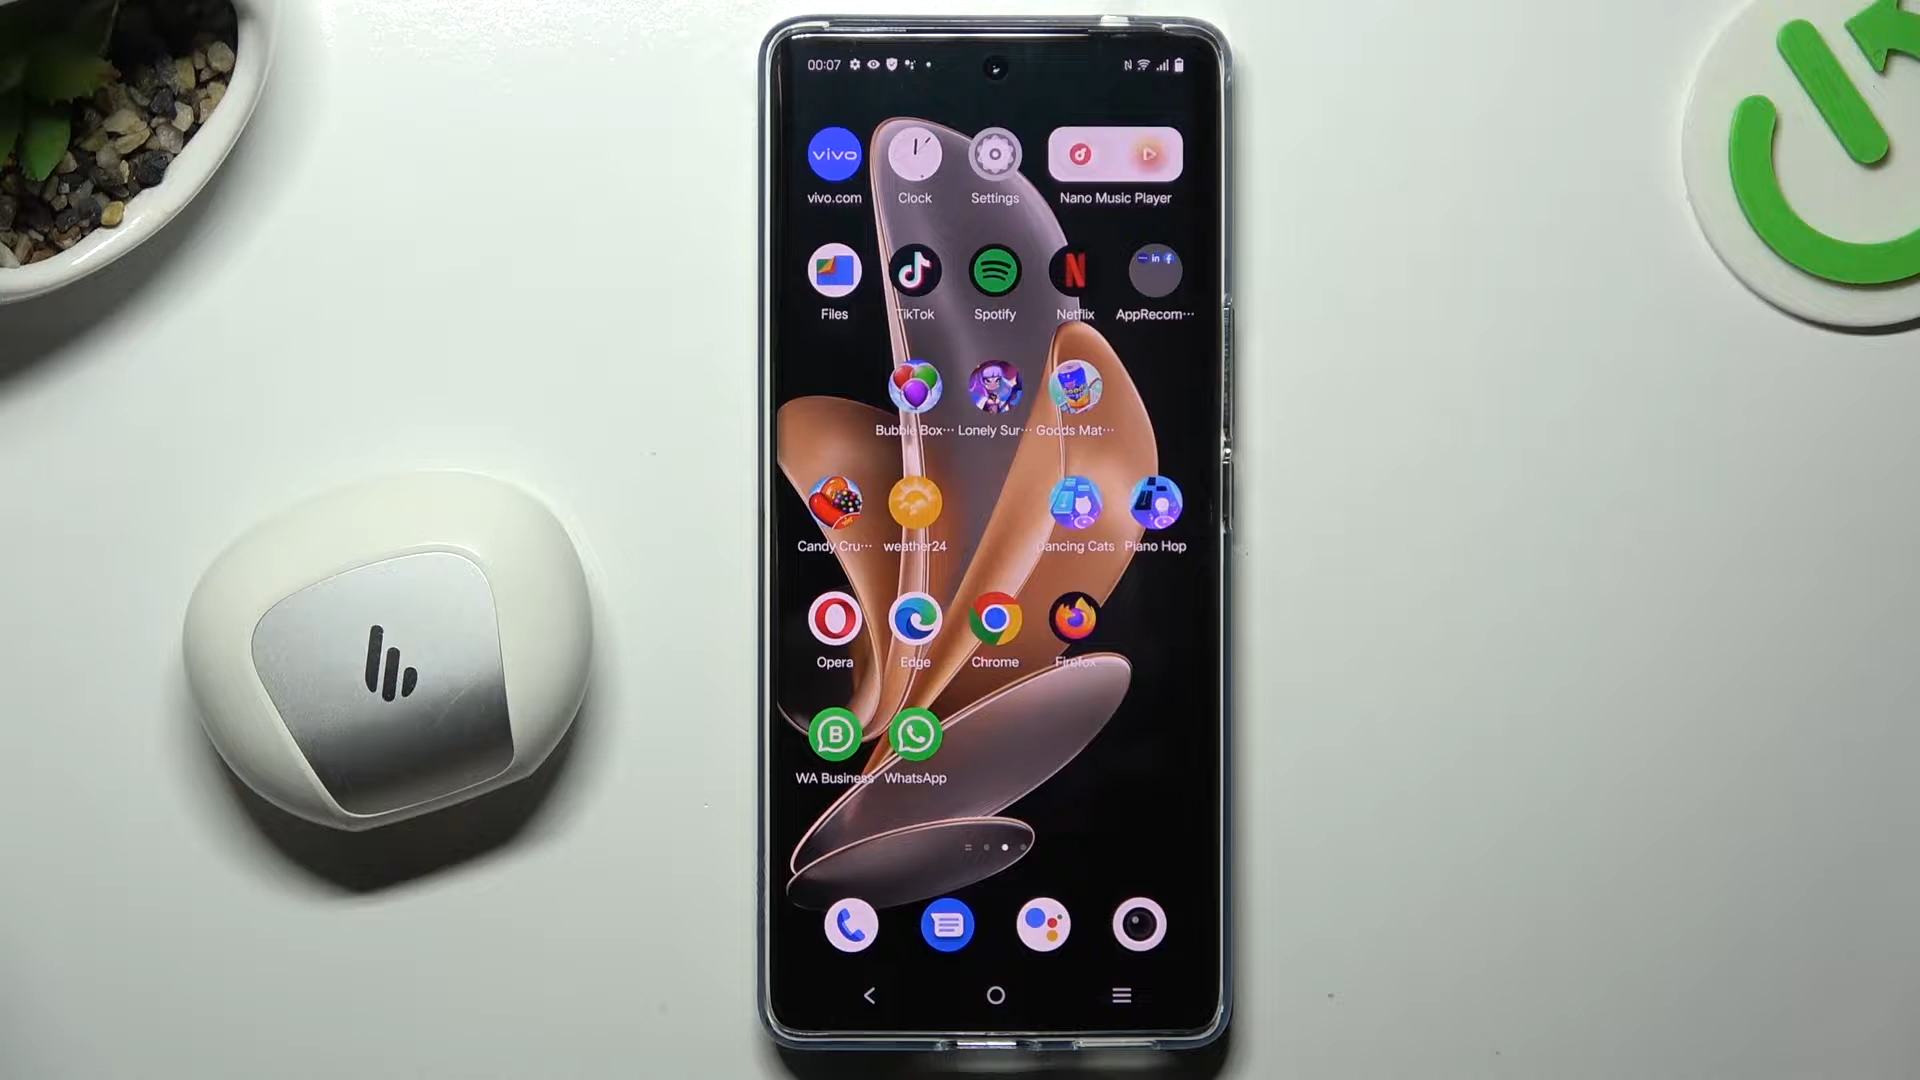 00:07
vivo
vivo.com Clock Settings Nano Music Player
in f
Files TikTok Spotify Netflix AppRecom···
Bubble Box··· Lonely Sur··· Goods Mat···
Candy Cru··· weather24 Dancing Cats Piano Hop
Opera Edge Chrome Firefox
B
WA Business WhatsApp